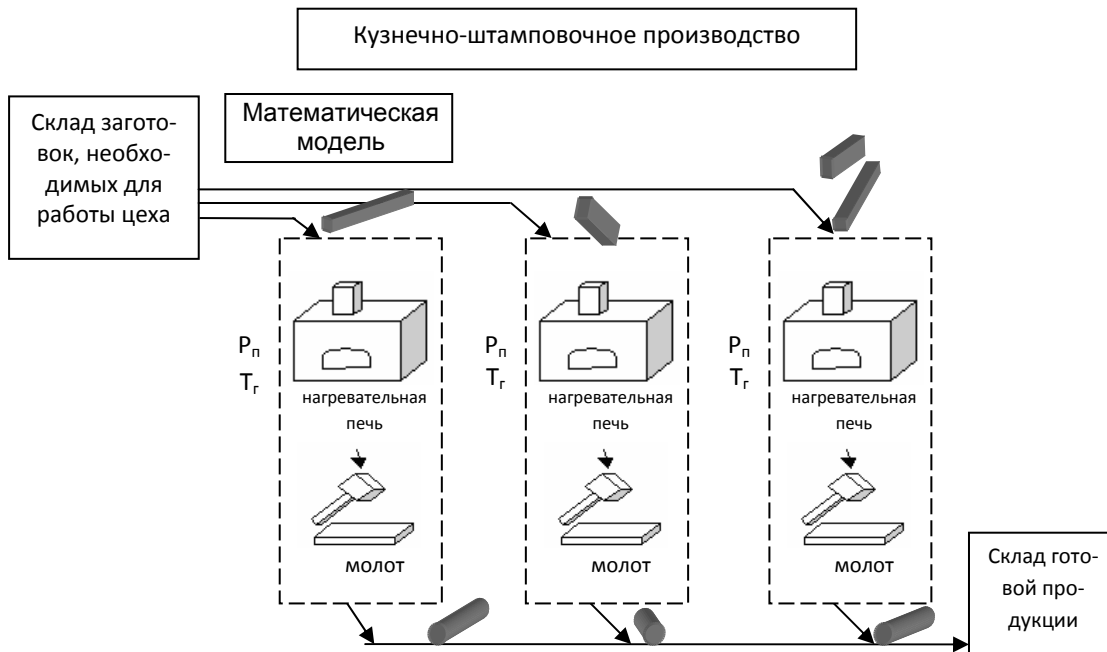 Кузнечно-штамповочное производство
Склад загото-
вок, необхо-
димых для
работы цеха
Математическая
модель
Pп
Tг
нагревательная
печь
молот
Pп
Tг
нагревательная
печь
молот
Pп
Tг
нагревательная
печь
молот
Склад гото-
вой про-
дукции